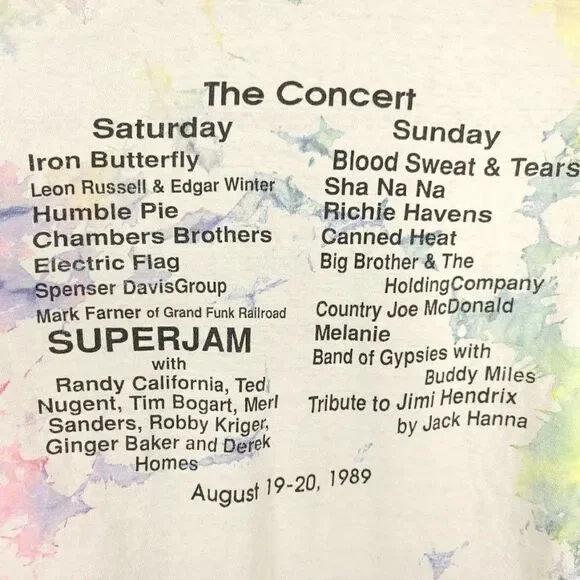 The Concert
Saturday
Iron Butterfly
Leon Russell & Edgar Winter
Humble Pie
Chambers Brothers
Electric Flag
Spenser DavisGroup
Mark Farner of Grand Funk Railroad
SUPERJAM
with
Randy California, Ted
Nugent, Tim Bogart, Merl
Sanders, Robby Kriger,
Ginger Baker and Derek
Homes
Sunday
Blood Sweat & Tears
Sha Na Na
Richie Havens
Canned Heat
Big Brother & The
HoldingCompany
Country Joe McDonald
Melanie
Band of Gypsies with
Buddy Miles
Tribute to Jimi Hendrix
by Jack Hanna
August 19-20, 1989